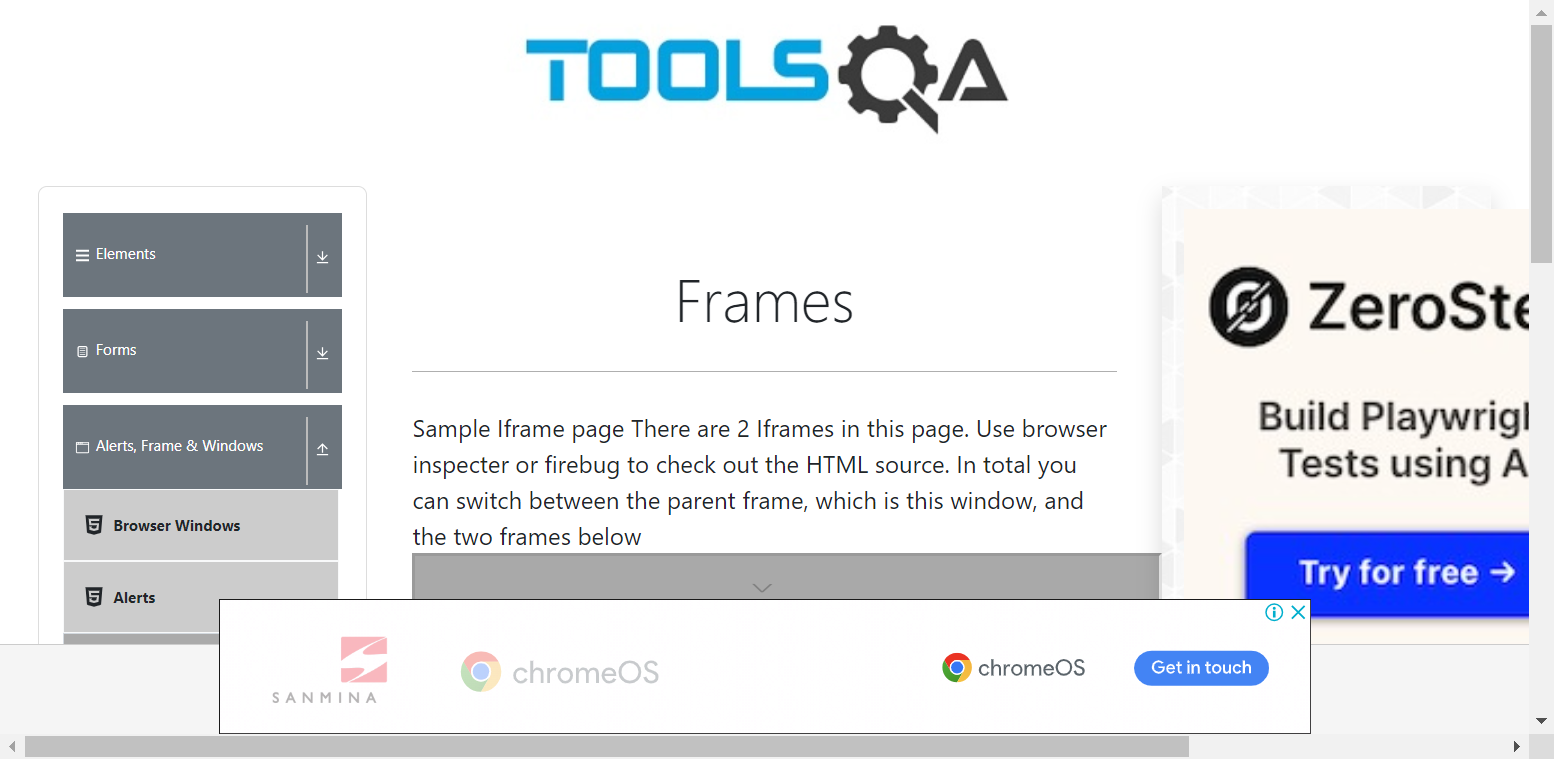 TOOLSQA
Elements
Forms
Alerts, Frame & Windows
Browser Windows
Alerts
Frames
Sample Iframe page There are 2 Iframes in this page. Use browser
inspecter or firebug to check out the HTML source. In total you
can switch between the parent frame, which is this window, and
the two frames below
ZeroSte
Build Playwrigh
Tests using A
Try for free →
SANMINA
chromeOS
chromeOS
Get in touch